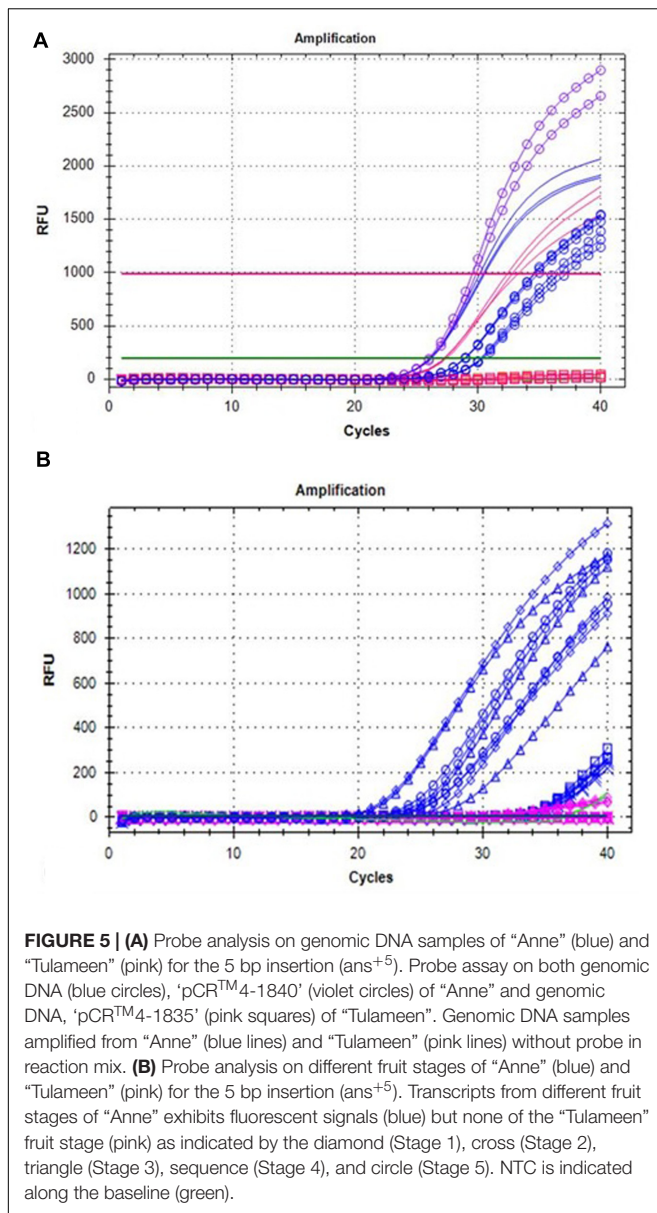 A
Amplification
3000
2500
2000
1500
1000
500
0
RFU
0
10
20
30
40
Cycles
B
Amplification
1200
1000
800
600
400
200
0
RFU
0
10
20
30
40
Cycles
FIGURE 5 | (A) Probe analysis on genomic DNA samples of “Anne” (blue) and
“Tulameen” (pink) for the 5 bp insertion (ans⁺⁵). Probe assay on both genomic
DNA (blue circles), ‘pCR™4-1840’ (violet circles) of “Anne” and genomic
DNA, ‘pCR™4-1835’ (pink squares) of “Tulameen”. Genomic DNA samples
amplified from “Anne” (blue lines) and “Tulameen” (pink lines) without probe in
reaction mix. (B) Probe analysis on different fruit stages of “Anne” (blue) and
“Tulameen” (pink) for the 5 bp insertion (ans⁺⁵). Transcripts from different fruit
stages of “Anne” exhibits fluorescent signals (blue) but none of the “Tulameen”
fruit stage (pink) as indicated by the diamond (Stage 1), cross (Stage 2),
triangle (Stage 3), sequence (Stage 4), and circle (Stage 5). NTC is indicated
along the baseline (green).